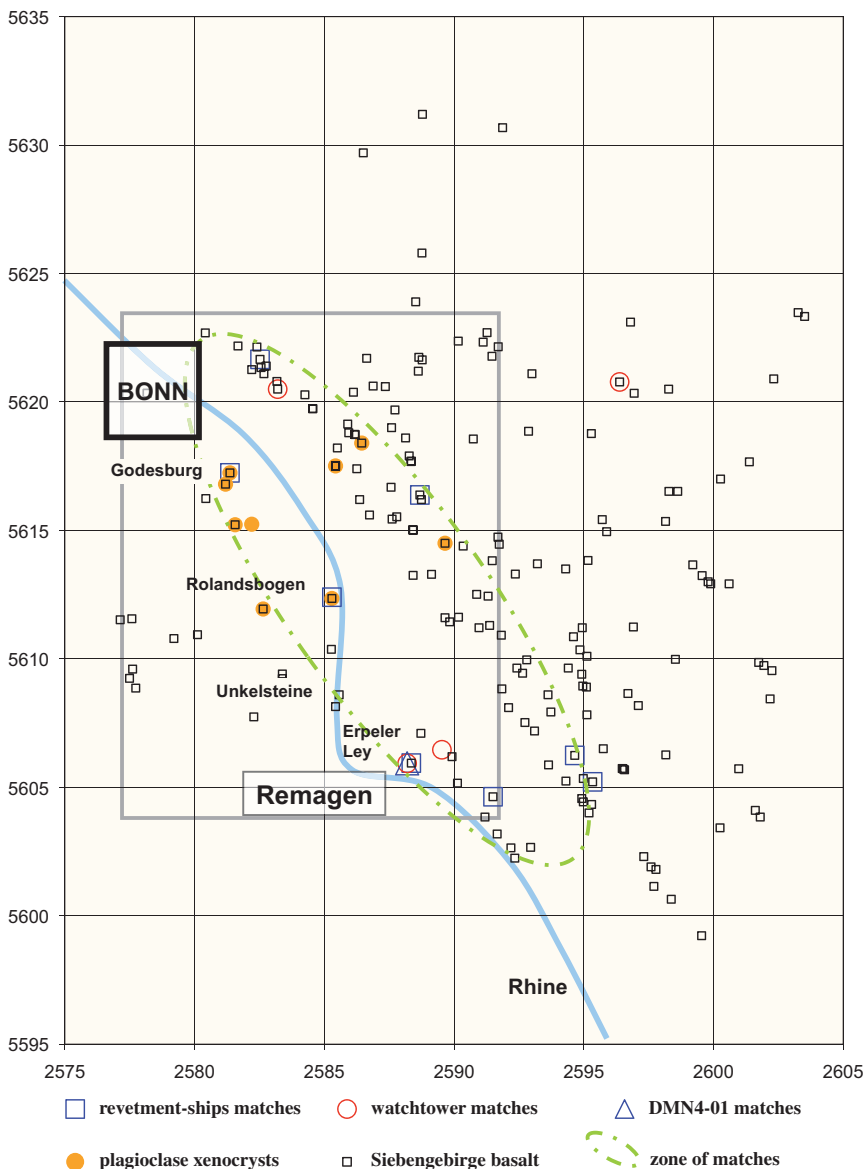 5635
5630
5625
5620
5615
5610
5605
5600
5595
BONN
Godesburg
Rolandsbogen
Unkelsteine
Erpeler
Ley
Remagen
Rhine
2575 2580 2585 2590 2595 2600 2605
revetment-ships matches watchtower matches DMN4-01 matches
plagioclase xenocrysts Siebengebirge basalt zone of matches